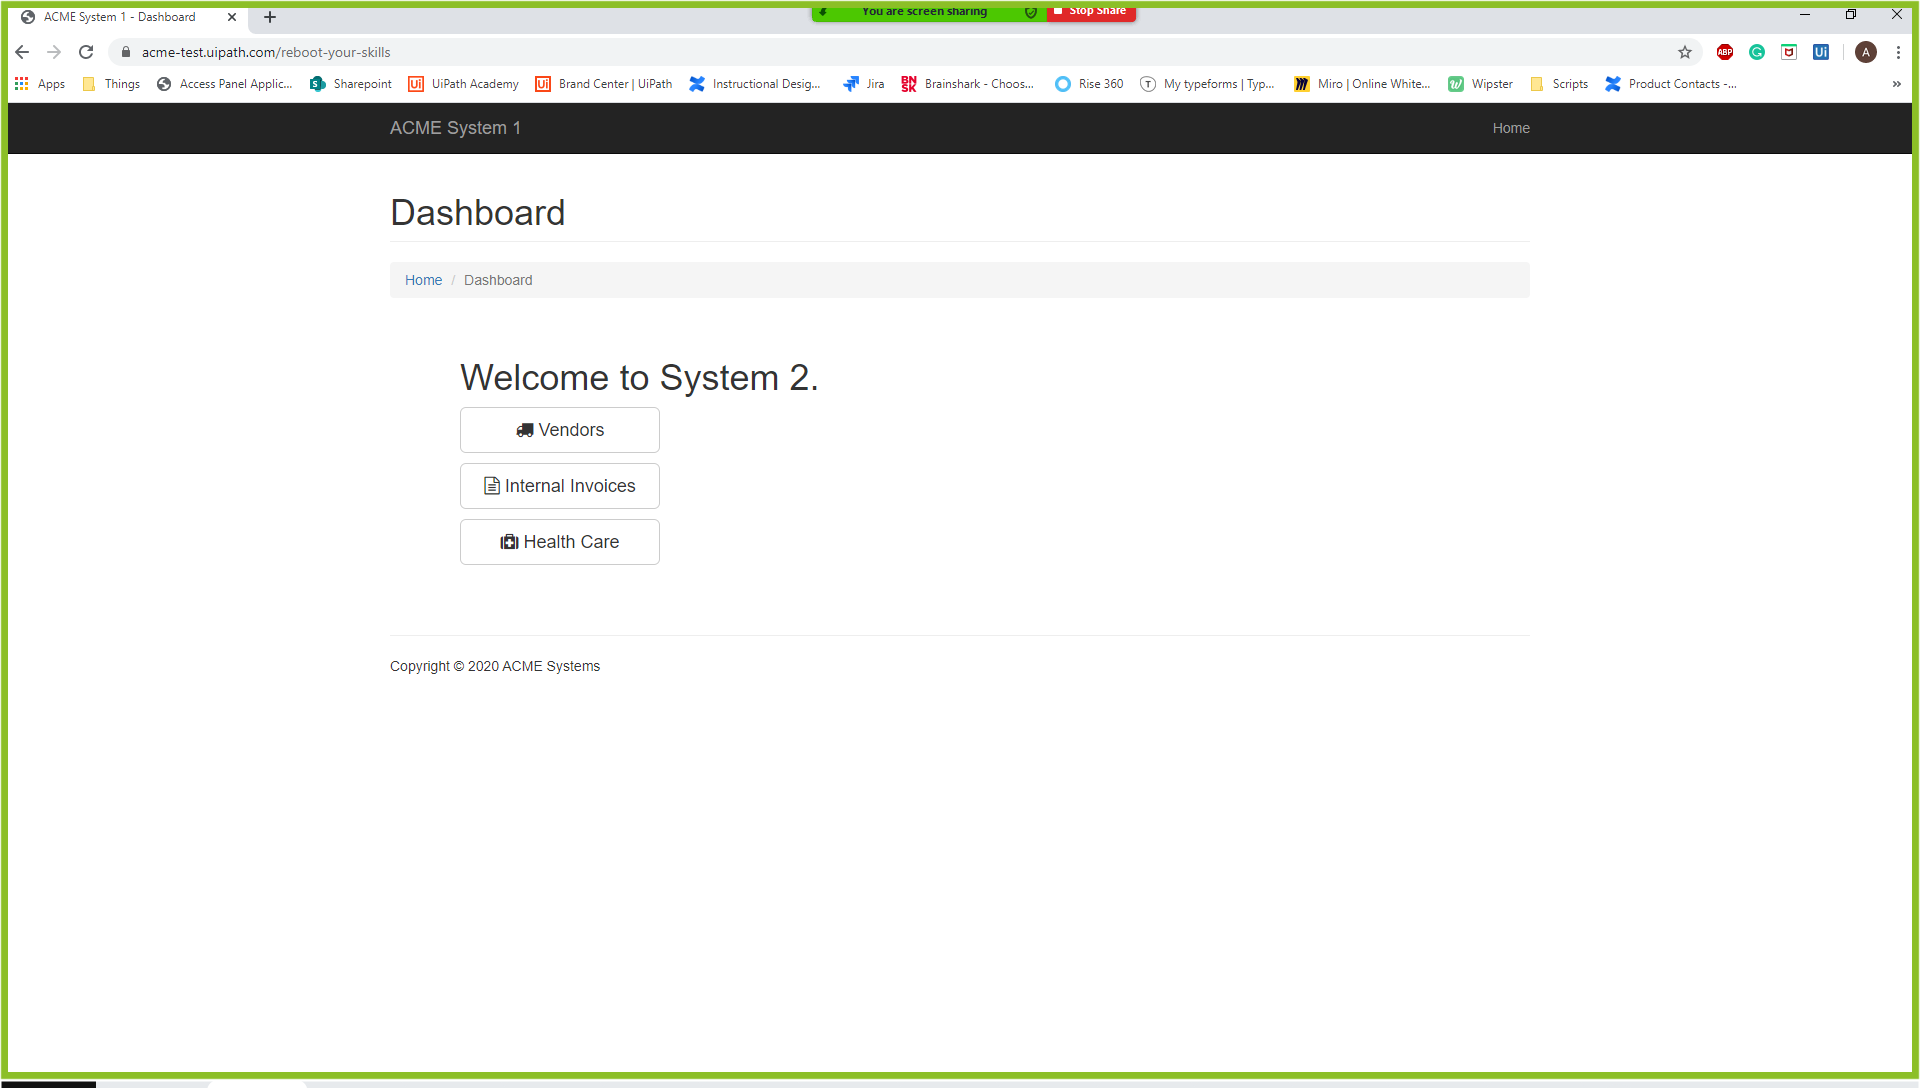 ACME System 1 - Dashboard
You are screen sharing
Stop Share
acme-test.uipath.com/reboot-your-skills
ABP
Ui
A
Apps
Things
Access Panel Applic...
Sharepoint
UiPath Academy
Brand Center | UiPath
Instructional Desig...
Jira
Brainshark - Choos...
Rise 360
My typeforms | Typ...
Miro | Online White...
Wipster
Scripts
Product Contacts -...
ACME System 1
Home
Dashboard
Home / Dashboard
Welcome to System 2.
Vendors
Internal Invoices
Health Care
Copyright © 2020 ACME Systems